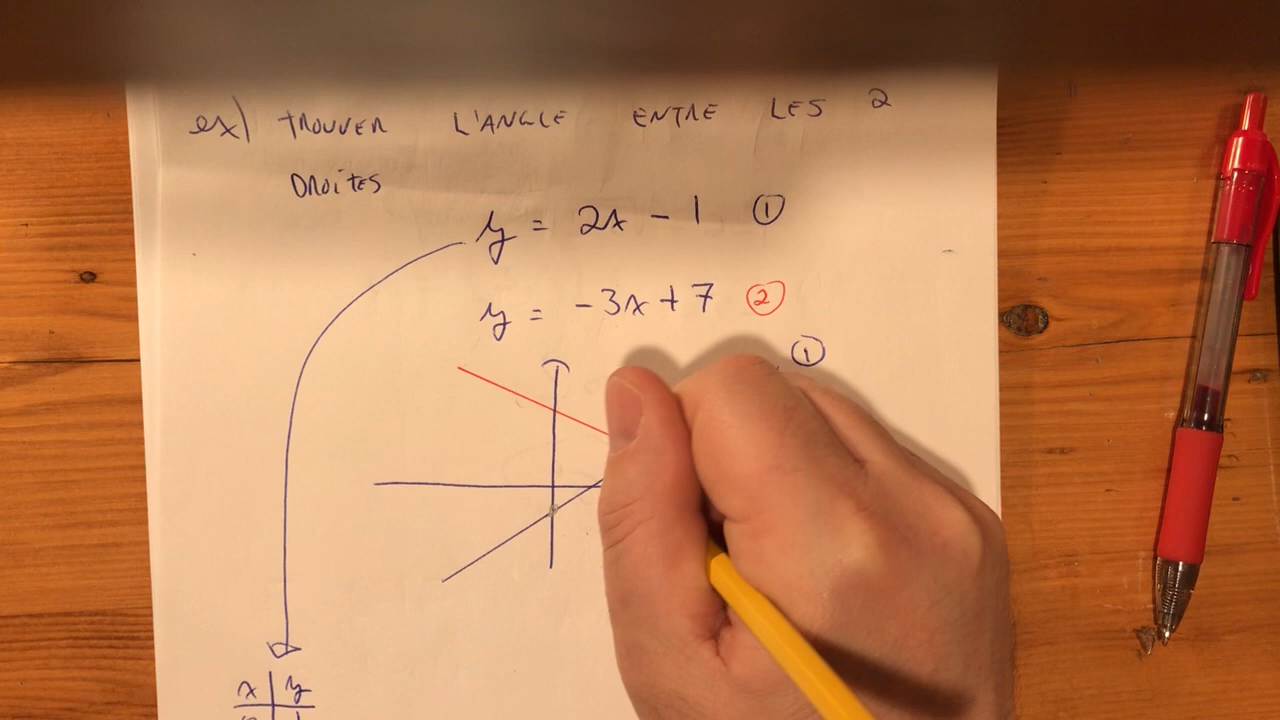 ex) TROUVER L'ANGLE ENTRE LES 2
DROITES
y = 2x - 1 ①
y = -3x + 7 ②
①
x | y